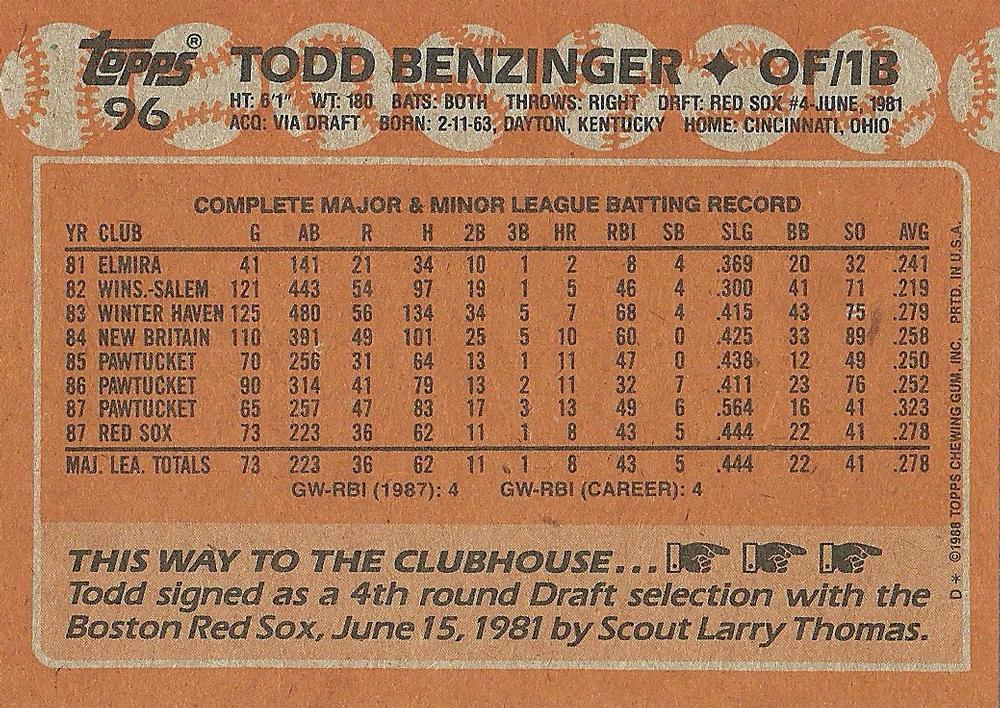 topps® TODD BENZINGER ✦ OF/1B
96 HT: 6'1" WT: 180 BATS: BOTH THROWS: RIGHT DRFT: RED SOX #4-JUNE, 1981
ACQ: VIA DRAFT BORN: 2-11-63, DAYTON, KENTUCKY HOME: CINCINNATI, OHIO
COMPLETE MAJOR & MINOR LEAGUE BATTING RECORD
YR CLUB G AB R H 2B 3B HR RBI SB SLG BB SO AVG
81 ELMIRA 41 141 21 34 10 1 2 8 4 .369 20 32 .241
82 WINS.-SALEM 121 443 54 97 19 1 5 46 4 .300 41 71 .219
83 WINTER HAVEN 125 480 56 134 34 5 7 68 4 .415 43 75 .279
84 NEW BRITAIN 110 391 49 101 25 5 10 60 0 .425 33 89 .258
85 PAWTUCKET 70 256 31 64 13 1 11 47 0 .438 12 49 .250
86 PAWTUCKET 90 314 41 79 13 2 11 32 7 .411 23 76 .252
87 PAWTUCKET 65 257 47 83 17 3 13 49 6 .564 16 41 .323
87 RED SOX 73 223 36 62 11 1 8 43 5 .444 22 41 .278
MAJ. LEA. TOTALS 73 223 36 62 11 1 8 43 5 .444 22 41 .278
GW-RBI (1987): 4 GW-RBI (CAREER): 4
THIS WAY TO THE CLUBHOUSE...
Todd signed as a 4th round Draft selection with the
Boston Red Sox, June 15, 1981 by Scout Larry Thomas.
D* ©1988 TOPPS CHEWING GUM, INC. PRTD. IN U.S.A.